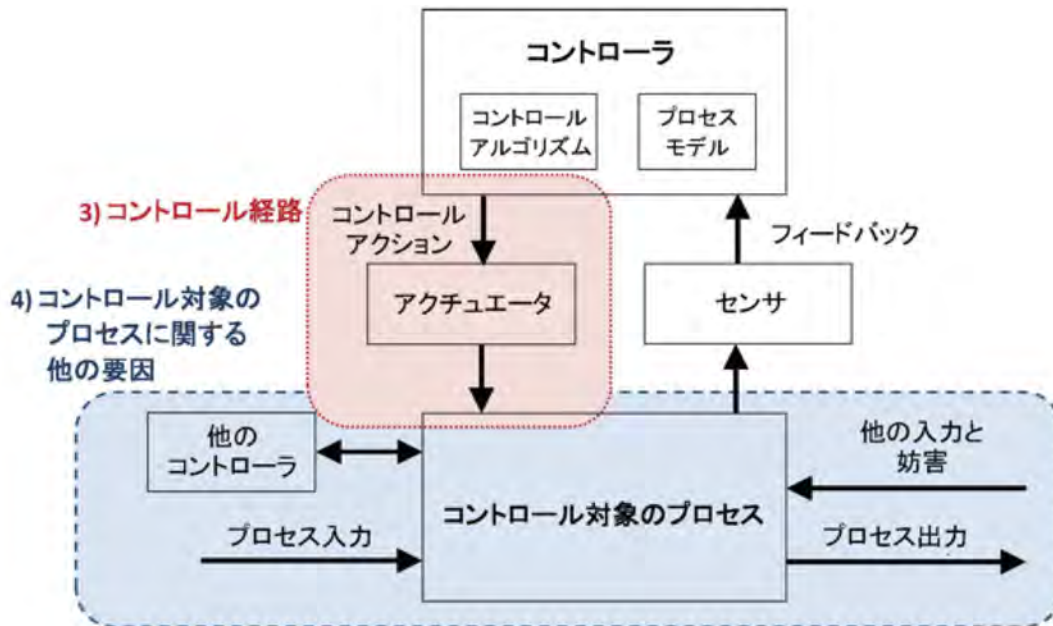 コントローラ
コントロール
アルゴリズム
プロセス
モデル
3) コントロール経路
コントロール
アクション
フィードバック
4) コントロール対象の
プロセスに関する
他の要因
アクチュエータ
センサ
他の
コントローラ
他の入力と
妨害
コントロール対象のプロセス
プロセス入力
プロセス出力